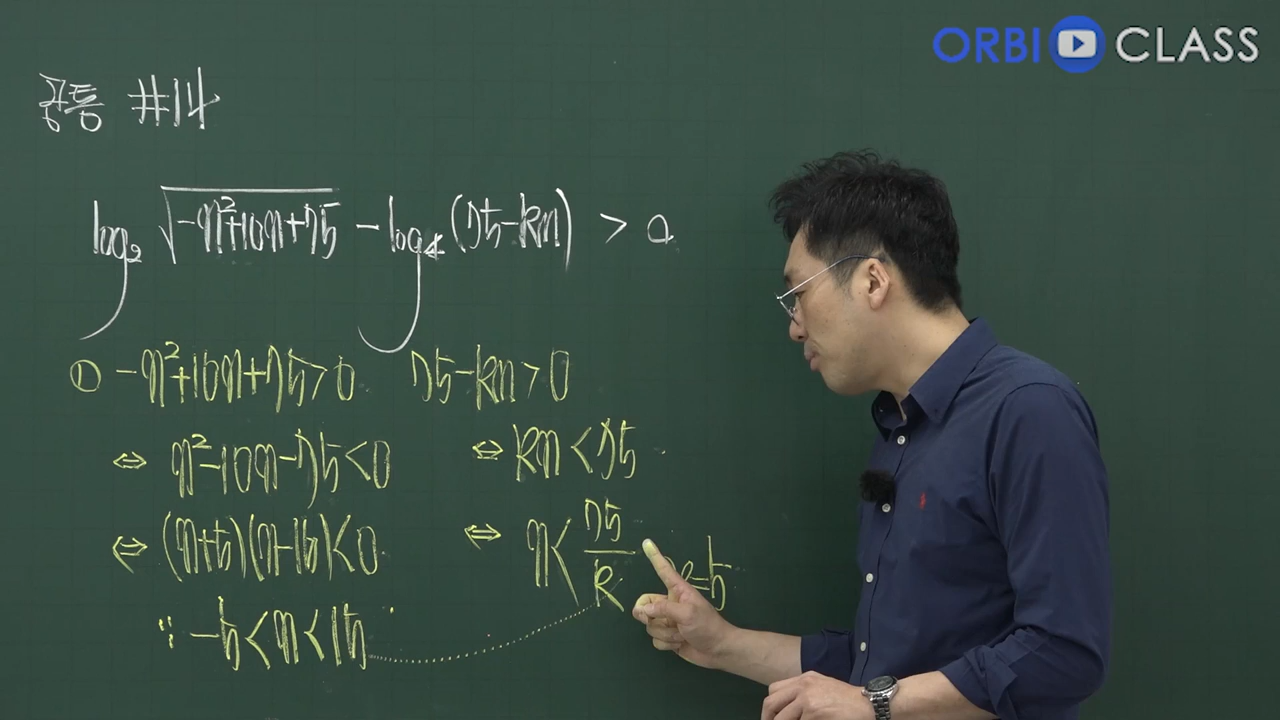 ORBI CLASS
공통 #14
log₂ √(-n²+10n+75) - log₄ (75-kn) > 0
① -n²+10n+75>0 75-kn>0
⇔ n²-10n-75<0 ⇔ kn<75
⇔ (n+5)(n-15)<0 ⇔ n< 75/k
∴ -5<n<15